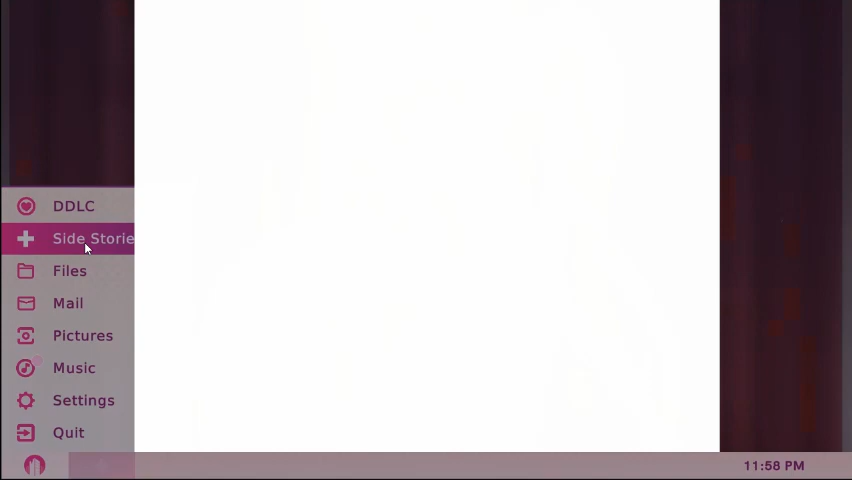 DDLC
Side Storie
Files
Mail
Pictures
Music
Settings
Quit
11:58 PM